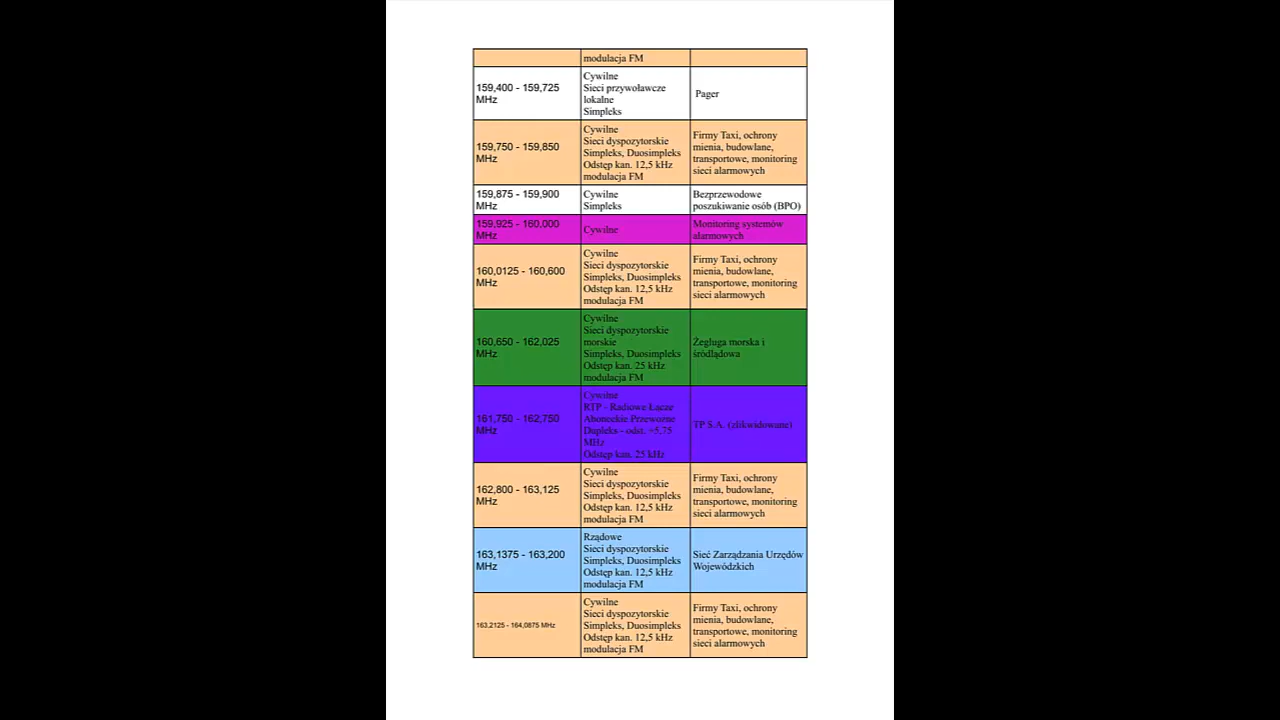 modulacja FM
159,400 - 159,725
MHz
Cywilne
Sieci przywoławcze
lokalne
Simpleks
Pager
159,750 - 159,850
MHz
Cywilne
Sieci dyspozytorskie
Simpleks, Duosimpleks
Odstęp kan. 12,5 kHz
modulacja FM
Firmy Taxi, ochrony
mienia, budowlane,
transportowe, monitoring
sieci alarmowych
159,875 - 159,900
MHz
Cywilne
Simpleks
Bezprzewodowe
poszukiwanie osób (BPO)
159,925 - 160,000
MHz
Cywilne
Monitoring systemów
alarmowych
160,0125 - 160,600
MHz
Cywilne
Sieci dyspozytorskie
Simpleks, Duosimpleks
Odstęp kan. 12,5 kHz
modulacja FM
Firmy Taxi, ochrony
mienia, budowlane,
transportowe, monitoring
sieci alarmowych
160,650 - 162,025
MHz
Cywilne
Sieci dyspozytorskie
morskie
Simpleks, Duosimpleks
Odstęp kan. 25 kHz
modulacja FM
Żegluga morska i
śródlądowa
161,750 - 162,750
MHz
Cywilne
RTP - Radiowe Łącze
Abonenckie Przewoźne
Dupleks - odst. +5,75
MHz
Odstęp kan. 25 kHz
TP S.A. (zlikwidowane)
162,800 - 163,125
MHz
Cywilne
Sieci dyspozytorskie
Simpleks, Duosimpleks
Odstęp kan. 12,5 kHz
modulacja FM
Firmy Taxi, ochrony
mienia, budowlane,
transportowe, monitoring
sieci alarmowych
163,1375 - 163,200
MHz
Rządowe
Sieci dyspozytorskie
Simpleks, Duosimpleks
Odstęp kan. 12,5 kHz
modulacja FM
Sieć Zarządzania Urzędów
Wojewódzkich
163,2125 - 164,0875 MHz
Cywilne
Sieci dyspozytorskie
Simpleks, Duosimpleks
Odstęp kan. 12,5 kHz
modulacja FM
Firmy Taxi, ochrony
mienia, budowlane,
transportowe, monitoring
sieci alarmowych